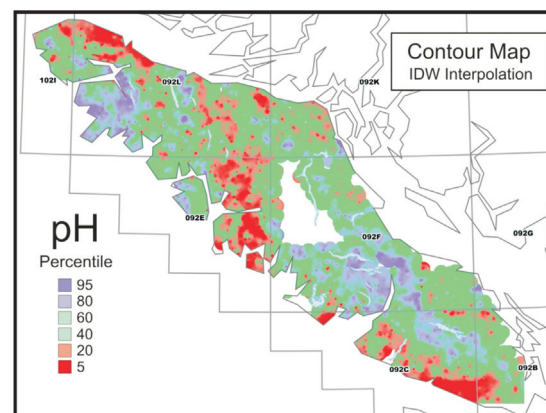 Contour Map
IDW Interpolation
102I
092L
092K
092E
092F
092G
092C
092B
pH
Percentile
95
80
60
40
20
5